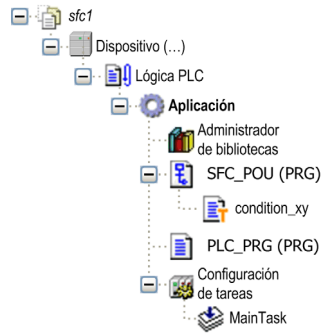 sfc1
Dispositivo (...)
Lógica PLC
Aplicación
Administrador
de bibliotecas
SFC_POU (PRG)
condition_xy
PLC_PRG (PRG)
Configuración
de tareas
MainTask